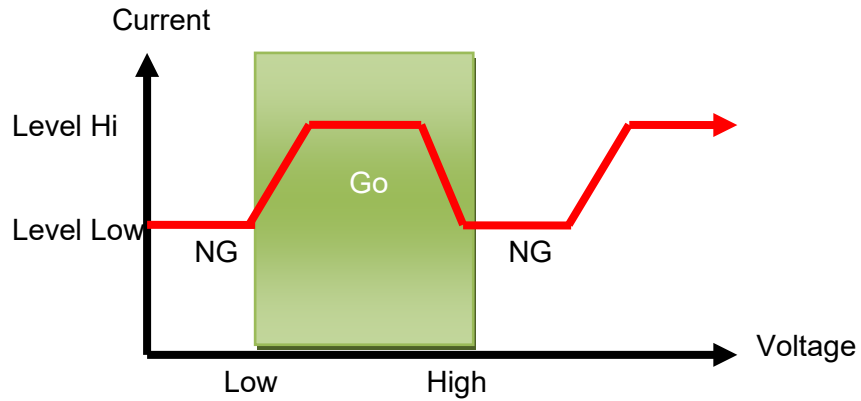 Current
Level Hi
Go
Level Low
NG
NG
Voltage
Low
High